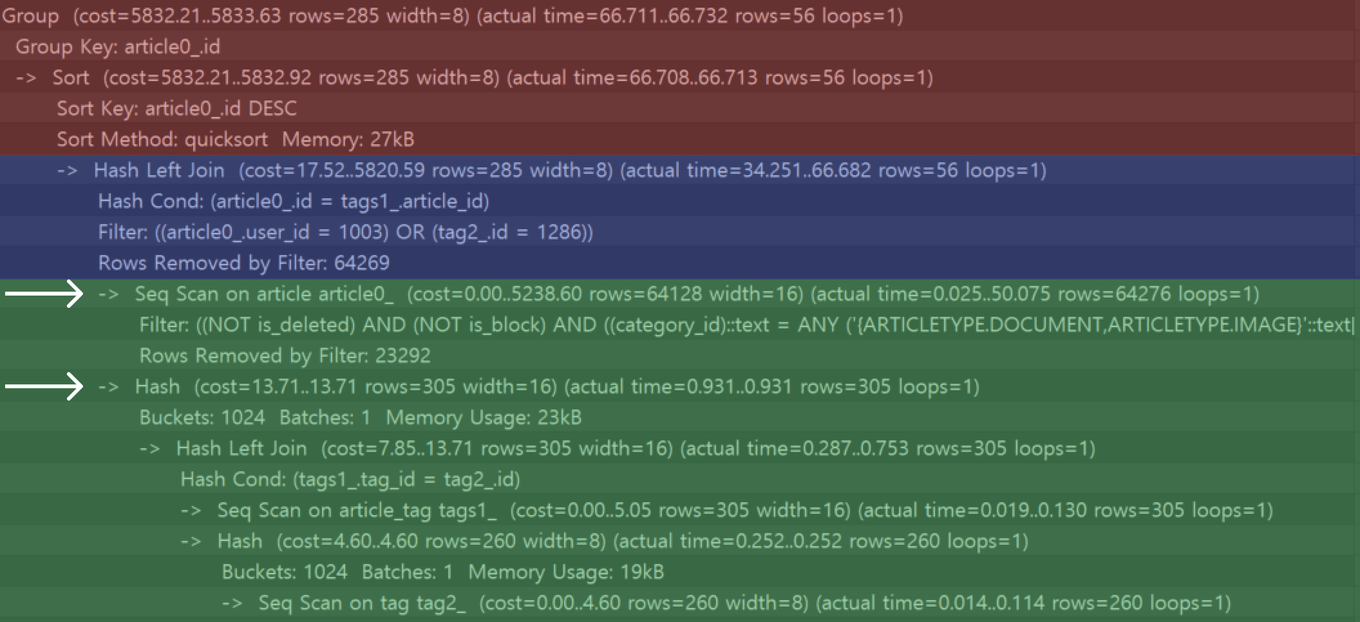 Group  (cost=5832.21..5833.63 rows=285 width=8) (actual time=66.711..66.732 rows=56 loops=1)
Group Key: article0_.id
->  Sort  (cost=5832.21..5832.92 rows=285 width=8) (actual time=66.708..66.713 rows=56 loops=1)
Sort Key: article0_.id DESC
Sort Method: quicksort  Memory: 27kB
->  Hash Left Join  (cost=17.52..5820.59 rows=285 width=8) (actual time=34.251..66.682 rows=56 loops=1)
Hash Cond: (article0_.id = tags1_.article_id)
Filter: ((article0_.user_id = 1003) OR (tag2_.id = 1286))
Rows Removed by Filter: 64269
->  Seq Scan on article article0_  (cost=0.00..5238.60 rows=64128 width=16) (actual time=0.025..50.075 rows=64276 loops=1)
Filter: ((NOT is_deleted) AND (NOT is_block) AND ((category_id)::text = ANY ('{ARTICLETYPE.DOCUMENT,ARTICLETYPE.IMAGE}'::text[
Rows Removed by Filter: 23292
->  Hash  (cost=13.71..13.71 rows=305 width=16) (actual time=0.931..0.931 rows=305 loops=1)
Buckets: 1024  Batches: 1  Memory Usage: 23kB
->  Hash Left Join  (cost=7.85..13.71 rows=305 width=16) (actual time=0.287..0.753 rows=305 loops=1)
Hash Cond: (tags1_.tag_id = tag2_.id)
->  Seq Scan on article_tag tags1_  (cost=0.00..5.05 rows=305 width=16) (actual time=0.019..0.130 rows=305 loops=1)
->  Hash  (cost=4.60..4.60 rows=260 width=8) (actual time=0.252..0.252 rows=260 loops=1)
Buckets: 1024  Batches: 1  Memory Usage: 19kB
->  Seq Scan on tag tag2_  (cost=0.00..4.60 rows=260 width=8) (actual time=0.014..0.114 rows=260 loops=1)